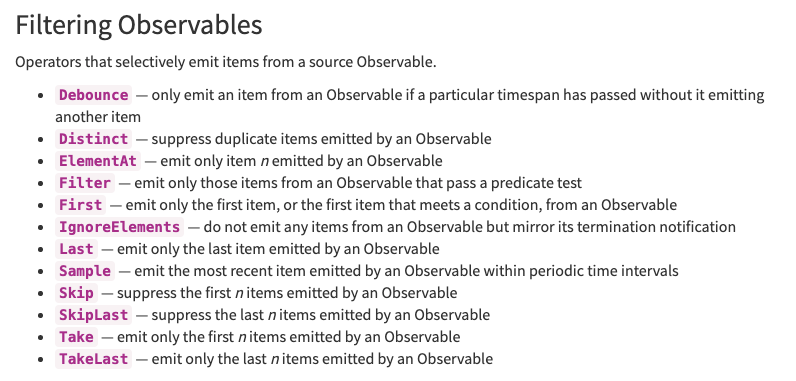 Filtering Observables
Operators that selectively emit items from a source Observable.
• Debounce — only emit an item from an Observable if a particular timespan has passed without it emitting
another item
• Distinct — suppress duplicate items emitted by an Observable
• ElementAt — emit only item n emitted by an Observable
• Filter — emit only those items from an Observable that pass a predicate test
• First — emit only the first item, or the first item that meets a condition, from an Observable
• IgnoreElements — do not emit any items from an Observable but mirror its termination notification
• Last — emit only the last item emitted by an Observable
• Sample — emit the most recent item emitted by an Observable within periodic time intervals
• Skip — suppress the first n items emitted by an Observable
• SkipLast — suppress the last n items emitted by an Observable
• Take — emit only the first n items emitted by an Observable
• TakeLast — emit only the last n items emitted by an Observable